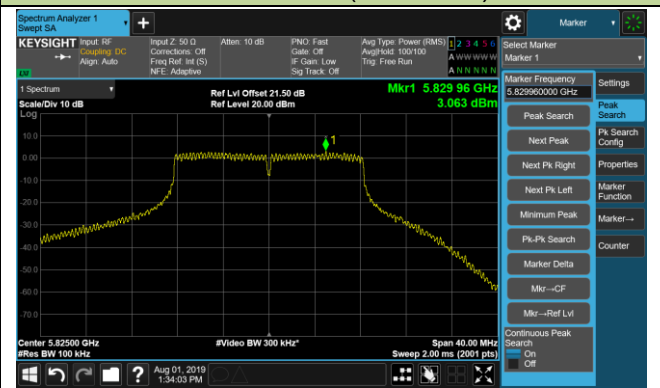 Spectrum Analyzer 1
Swept SA
Marker
KEYSIGHT
Input: RF
Coupling: DC
Align: Auto
Input Z: 50 Ω
Corrections: Off
Freq Ref: Int (S)
NFE: Adaptive
Atten: 10 dB
PNO: Fast
Gate: Off
IF Gain: Low
Sig Track: Off
Avg Type: Power (RMS)
Avg|Hold: 100/100
Trig: Free Run
1 2 3 4 5 6
A W W W W W
A N N N N N
Select Marker
Marker 1
1 Spectrum
Scale/Div 10 dB
Log
Ref Lvl Offset 21.50 dB
Ref Level 20.00 dBm
Mkr1 5.829 96 GHz
3.063 dBm
10.0
0.00
-10.0
-20.0
-30.0
-40.0
-50.0
-60.0
-70.0
1
Center 5.82500 GHz
#Res BW 100 kHz
#Video BW 300 kHz*
Span 40.00 MHz
Sweep 2.00 ms (2001 pts)
Marker Frequency
5.829960000 GHz
Peak Search
Next Peak
Next Pk Right
Next Pk Left
Minimum Peak
Pk-Pk Search
Marker Delta
Mkr→CF
Mkr→Ref Lvl
Continuous Peak
Search
On
Off
Settings
Peak
Search
Pk Search
Config
Properties
Marker
Function
Marker→
Counter
Aug 01, 2019
1:34:03 PM